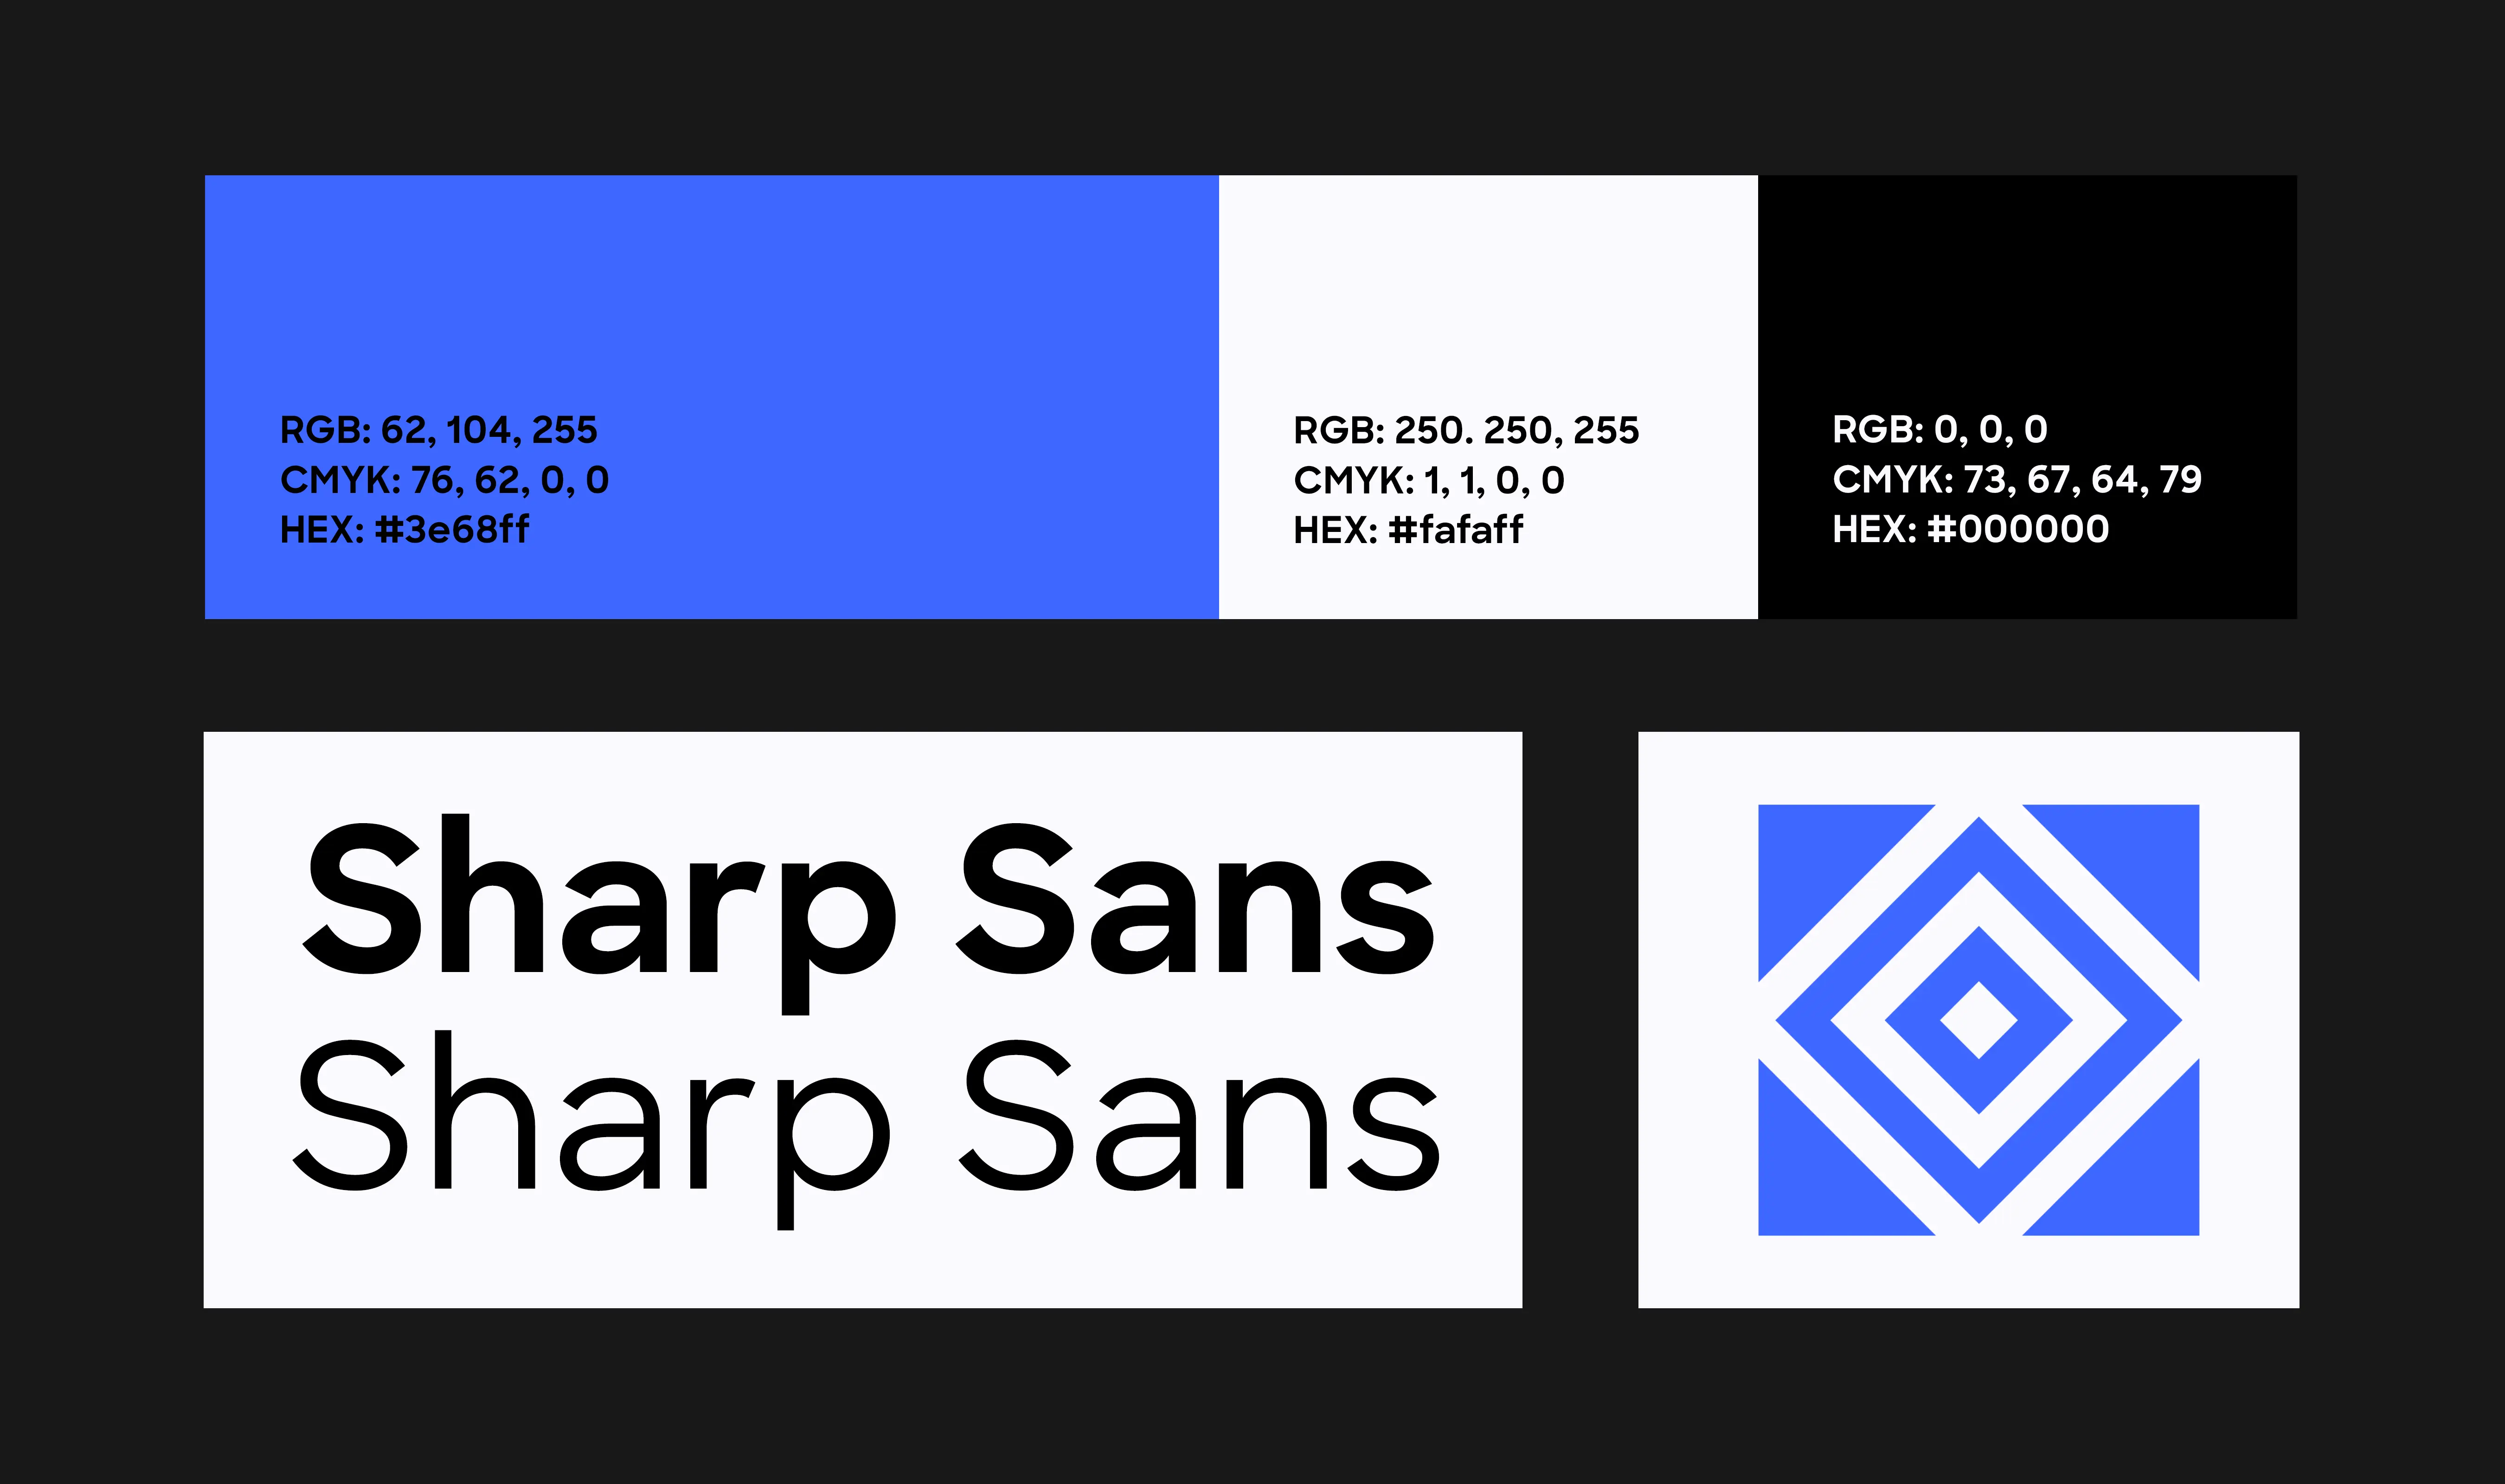 RGB: 62, 104, 255
CMYK: 76, 62, 0, 0
HEX: #3e68ff
RGB: 250. 250, 255
CMYK: 1, 1, 0, 0
HEX: #fafaff
RGB: 0, 0, 0
CMYK: 73, 67, 64, 79
HEX: #000000
Sharp Sans
Sharp Sans